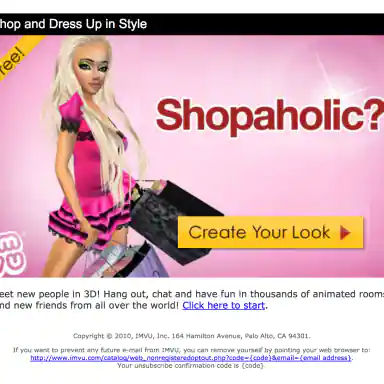 hop and Dress Up in Style
ree!
Shopaholic?
Create Your Look
imvu
eet new people in 3D! Hang out, chat and have fun in thousands of animated rooms
nd new friends from all over the world! Click here to start.
Copyright © 2010, IMVU, Inc. 164 Hamilton Avenue, Palo Alto, CA 94301.
If you want to prevent any future e-mail from IMVU, you can remove yourself by pointing your web browser to:
http://www.imvu.com/catalog/web_nonregisteredoptout.php?code={code}&email={email address}.
Your unsubscribe confirmation code is {code}